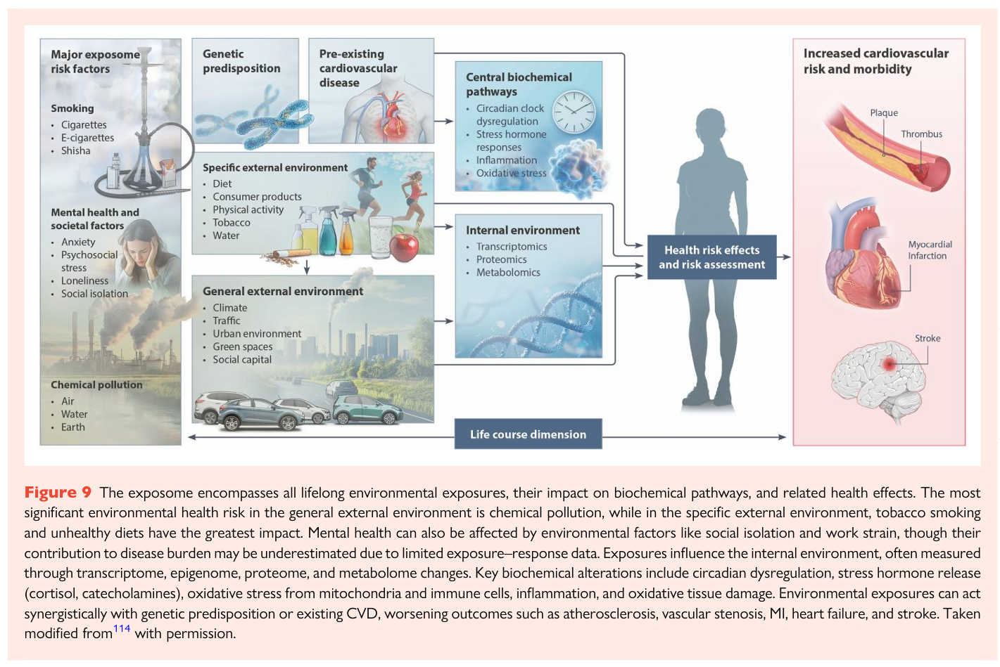 Major exposome
risk factors
Smoking
• Cigarettes
• E-cigarettes
• Shisha
Mental health and
societal factors
• Anxiety
• Psychosocial
stress
• Loneliness
• Social isolation
Chemical pollution
• Air
• Water
• Earth
Genetic
predisposition
Pre-existing
cardiovascular
disease
Specific external environment
• Diet
• Consumer products
• Physical activity
• Tobacco
• Water
General external environment
• Climate
• Traffic
• Urban environment
• Green spaces
• Social capital
Central biochemical
pathways
• Circadian clock
dysregulation
• Stress hormone
responses
• Inflammation
• Oxidative stress
Internal environment
• Transcriptomics
• Proteomics
• Metabolomics
Health risk effects
and risk assessment
Life course dimension
Increased cardiovascular
risk and morbidity
Plaque
Thrombus
Myocardial
Infarction
Stroke
Figure 9 The exposome encompasses all lifelong environmental exposures, their impact on biochemical pathways, and related health effects. The most
significant environmental health risk in the general external environment is chemical pollution, while in the specific external environment, tobacco smoking
and unhealthy diets have the greatest impact. Mental health can also be affected by environmental factors like social isolation and work strain, though their
contribution to disease burden may be underestimated due to limited exposure–response data. Exposures influence the internal environment, often measured
through transcriptome, epigenome, proteome, and metabolome changes. Key biochemical alterations include circadian dysregulation, stress hormone release
(cortisol, catecholamines), oxidative stress from mitochondria and immune cells, inflammation, and oxidative tissue damage. Environmental exposures can act
synergistically with genetic predisposition or existing CVD, worsening outcomes such as atherosclerosis, vascular stenosis, MI, heart failure, and stroke. Taken
modified from114 with permission.